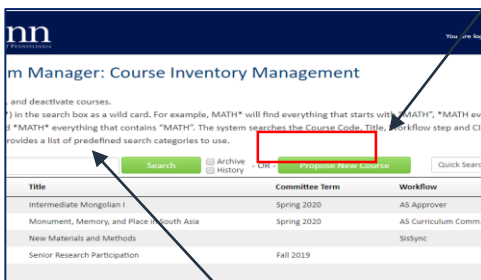 nn
of Pennsylvania
You are log
m Manager: Course Inventory Management
, and deactivate courses.
*) in the search box as a wild card. For example, MATH* will find everything that starts with "MATH", *MATH ev
d *MATH* everything that contains "MATH". The system searches the Course Code, Title, Workflow step and CI
rovides a list of predefined search categories to use.
Search Archive - OR - Propose New Course Quick Searc
History
Title Committee Term Workflow
Intermediate Mongolian I Spring 2020 AS Approver
Monument, Memory, and Place in South Asia Spring 2020 AS Curriculum Comm
New Materials and Methods SisSync
Senior Research Participation Fall 2019